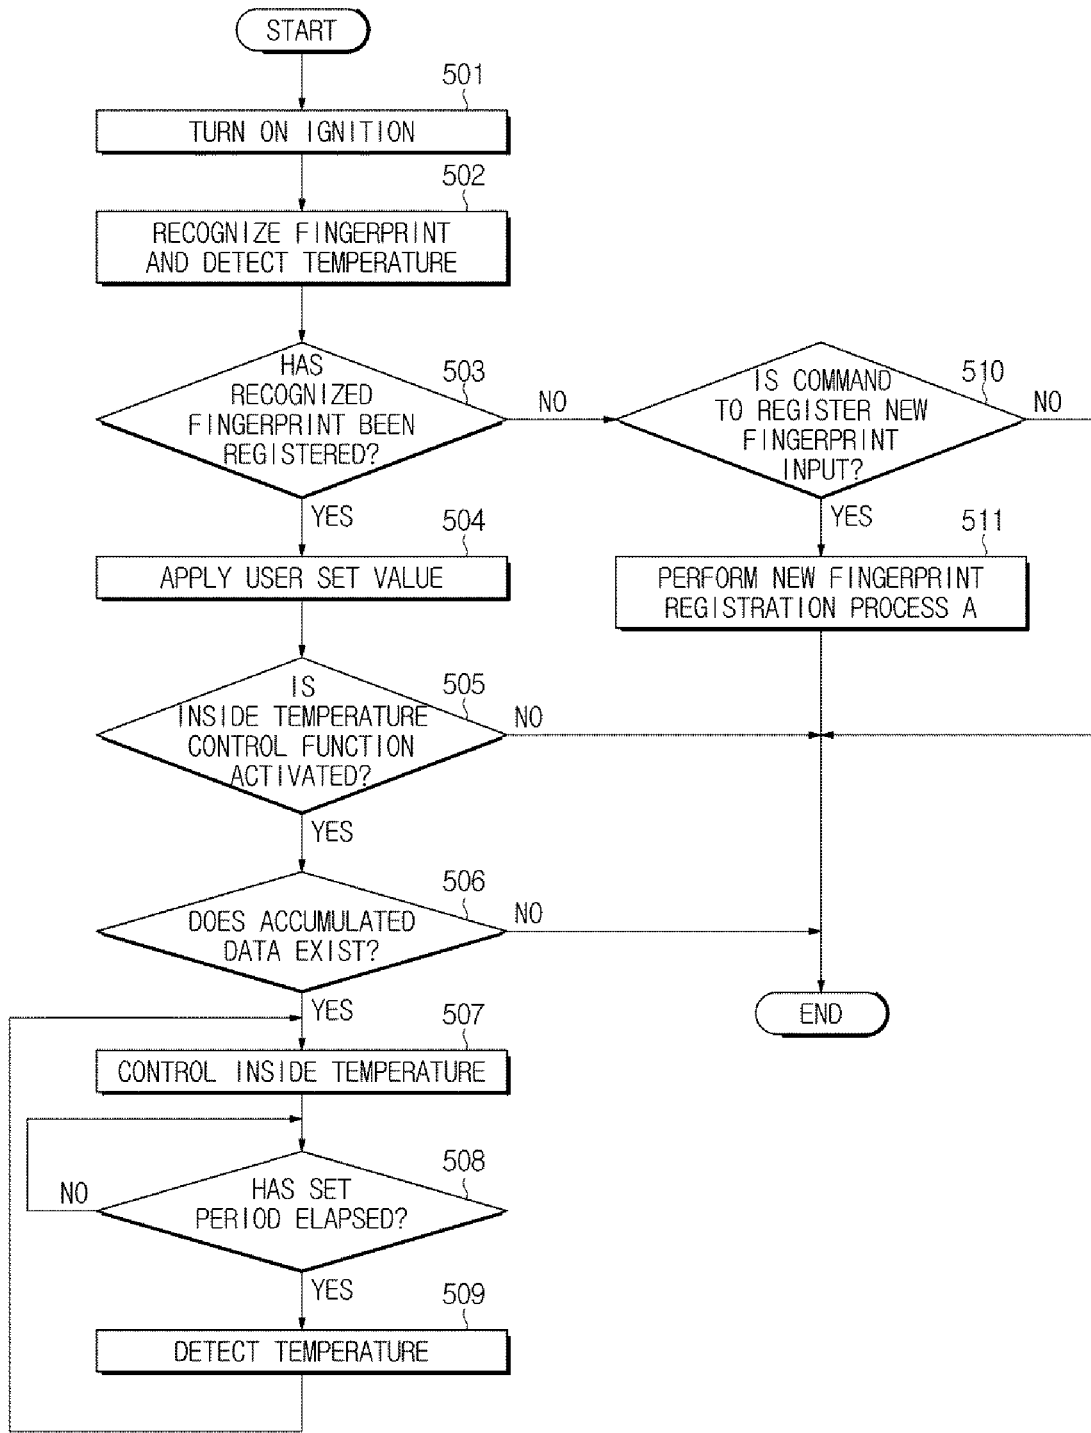 START
501
TURN ON IGNITION
502
RECOGNIZE FINGERPRINT
AND DETECT TEMPERATURE
503
HAS
RECOGNIZED
FINGERPRINT BEEN
REGISTERED?
NO
YES
510
IS COMMAND
TO REGISTER NEW
FINGERPRINT
INPUT?
NO
YES
504
APPLY USER SET VALUE
511
PERFORM NEW FINGERPRINT
REGISTRATION PROCESS A
505
IS
INSIDE TEMPERATURE
CONTROL FUNCTION
ACTIVATED?
NO
YES
506
DOES ACCUMULATED
DATA EXIST?
NO
YES
END
507
CONTROL INSIDE TEMPERATURE
508
HAS SET
PERIOD ELAPSED?
NO
YES
509
DETECT TEMPERATURE